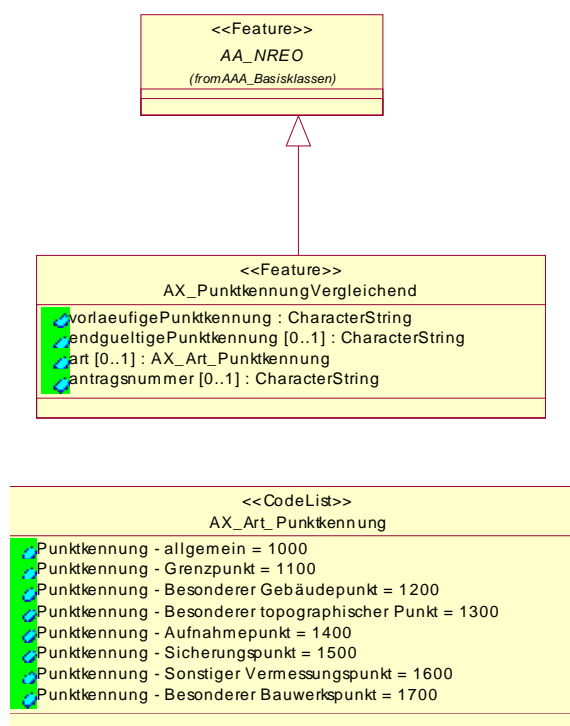 <<Feature>>
AA_NREO
(from AAA_Basisklassen)
<<Feature>>
AX_PunktkennungVergleichend
vorlaeufigePunktkennung : CharacterString
endgueltigePunktkennung [0..1] : CharacterString
art [0..1] : AX_Art_Punktkennung
antragsnummer [0..1] : CharacterString
<<CodeList>>
AX_Art_Punktkennung
Punktkennung - allgemein = 1000
Punktkennung - Grenzpunkt = 1100
Punktkennung - Besonderer Gebäudepunkt = 1200
Punktkennung - Besonderer topographischer Punkt = 1300
Punktkennung - Aufnahmepunkt = 1400
Punktkennung - Sicherungspunkt = 1500
Punktkennung - Sonstiger Vermessungspunkt = 1600
Punktkennung - Besonderer Bauwerkspunkt = 1700